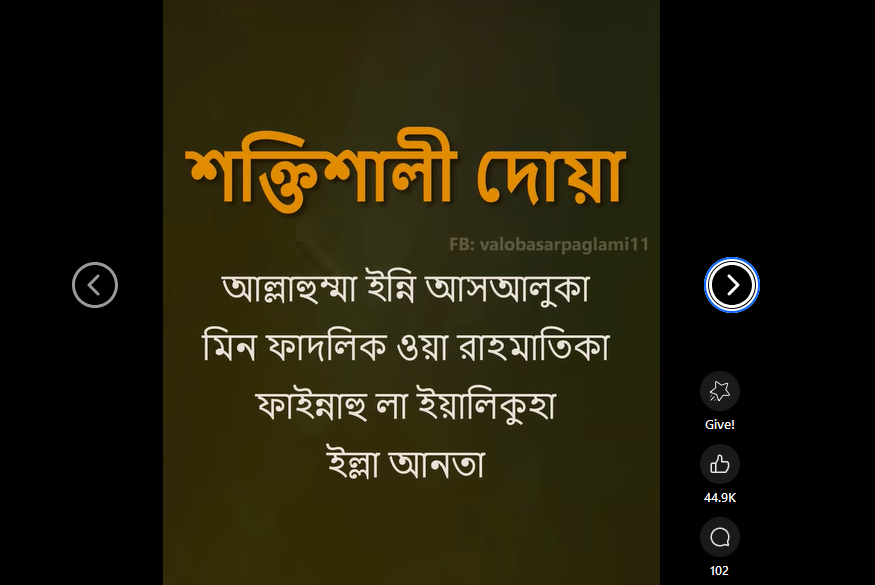 শক্তিশালী দোয়া
FB: valobasarpaglami11
আল্লাহুম্মা ইন্নি আসআলুকা
মিন ফাদলিক ওয়া রাহমাতিকা
ফাইন্নাহু লা ইয়ালিকুহা
ইল্লা আনতা
Give!
44.9K
102